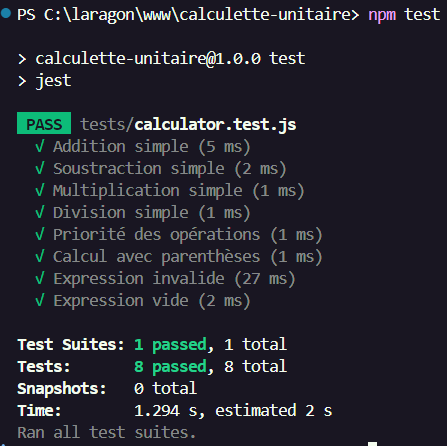 PS C:\laragon\www\calculette-unitaire> npm test
> calculette-unitaire@1.0.0 test
> jest
PASS tests/calculator.test.js
√ Addition simple (5 ms)
√ Soustraction simple (2 ms)
√ Multiplication simple (1 ms)
√ Division simple (1 ms)
√ Priorité des opérations (1 ms)
√ Calcul avec parenthèses (1 ms)
√ Expression invalide (27 ms)
√ Expression vide (2 ms)
Test Suites: 1 passed, 1 total
Tests: 8 passed, 8 total
Snapshots: 0 total
Time: 1.294 s, estimated 2 s
Ran all test suites.